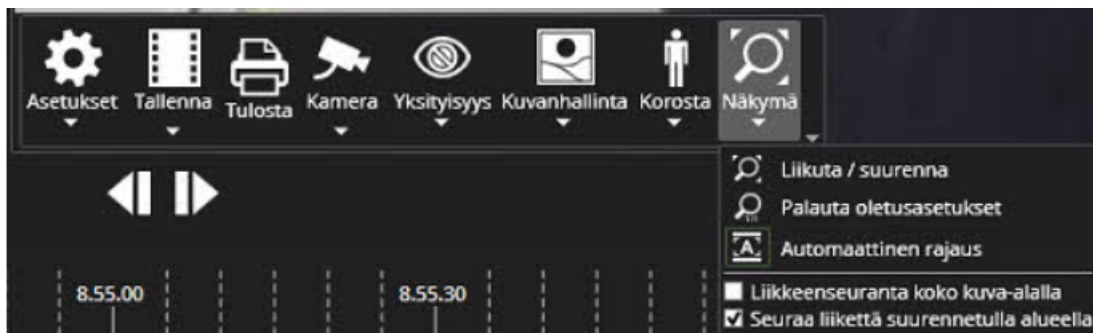 Asetukset Tallenna Tulosta Kamera Yksityisyys Kuvanhallinta Korosta Näkymä
Liikuta / suurenna
Palauta oletusasetukset
A Automaattinen rajaus
8.55.00 8.55.30
Liikkeenseuranta koko kuva-alalla
Seuraa liikettä suurennetulla alueella